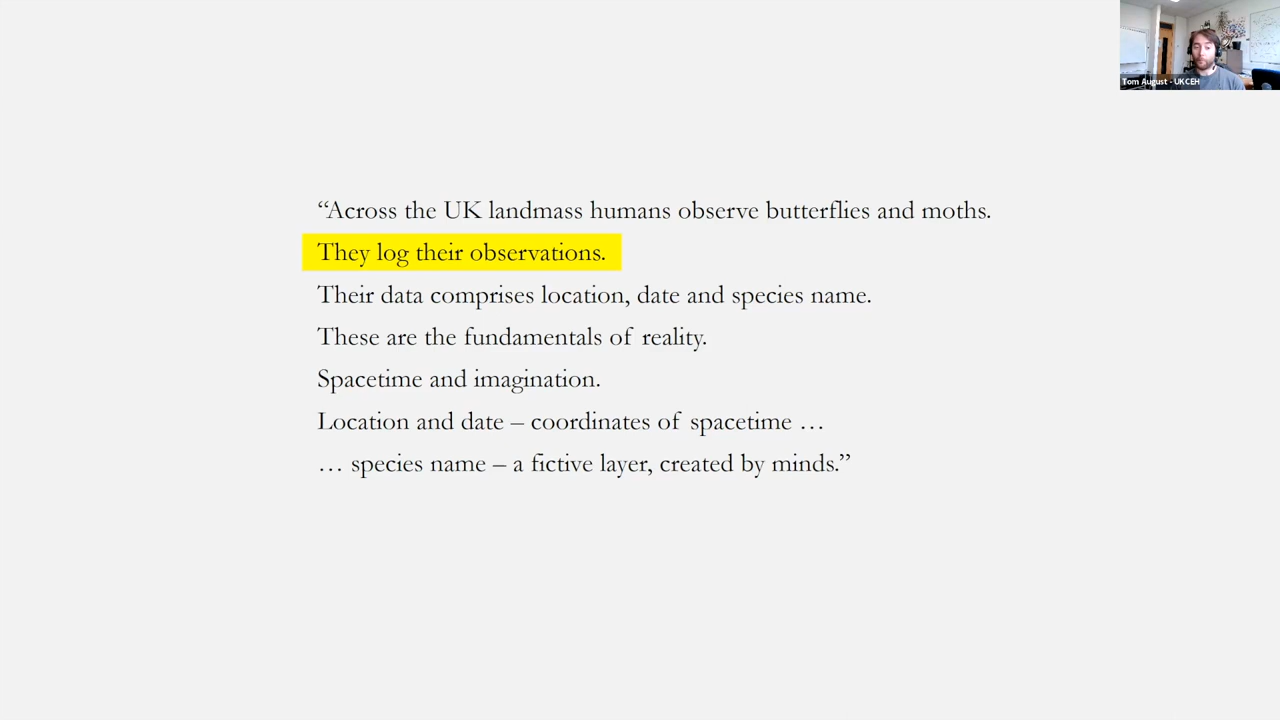 Tom August - UKCEH
“Across the UK landmass humans observe butterflies and moths.
They log their observations.
Their data comprises location, date and species name.
These are the fundamentals of reality.
Spacetime and imagination.
Location and date – coordinates of spacetime …
… species name – a fictive layer, created by minds.”